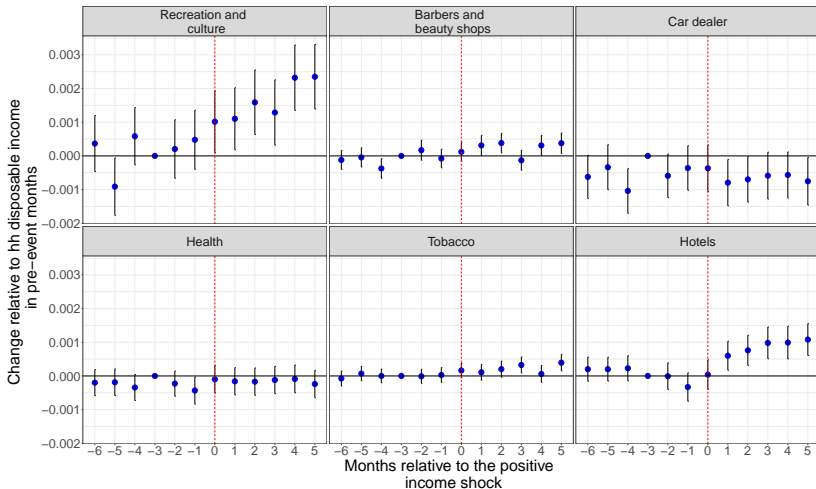 Recreation and
culture
Barbers and
beauty shops
Car dealer
0.003
0.002
0.001
0.000
−0.001
−0.002
Health
Tobacco
Hotels
0.003
0.002
0.001
0.000
−0.001
−0.002
−6 −5 −4 −3 −2 −1 0 1 2 3 4 5
−6 −5 −4 −3 −2 −1 0 1 2 3 4 5
−6 −5 −4 −3 −2 −1 0 1 2 3 4 5
Change relative to hh disposable income
in pre−event months
Months relative to the positive
income shock